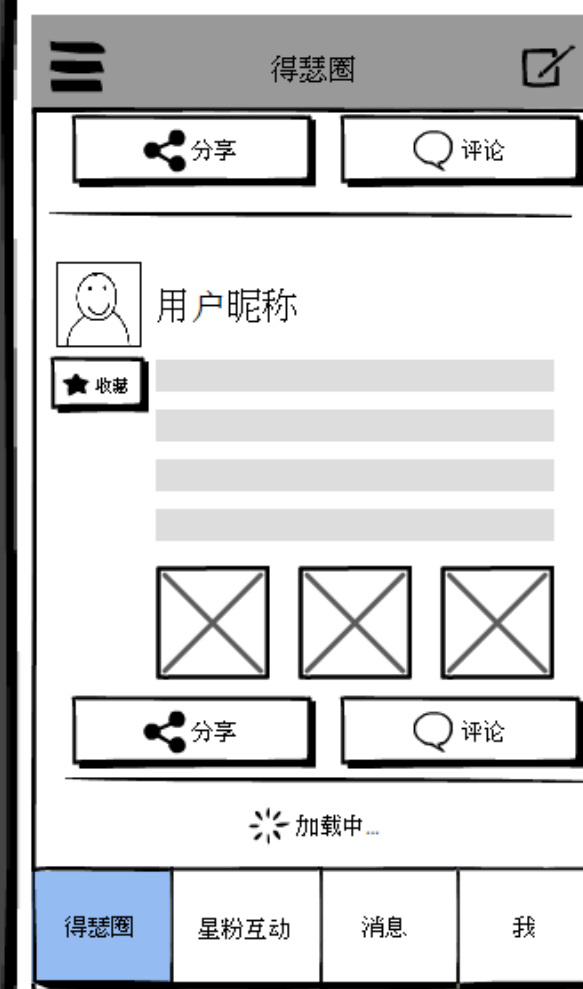 得瑟圈
分享 评论
用户昵称
收藏
分享 评论
加载中...
得瑟圈 星粉互动 消息 我